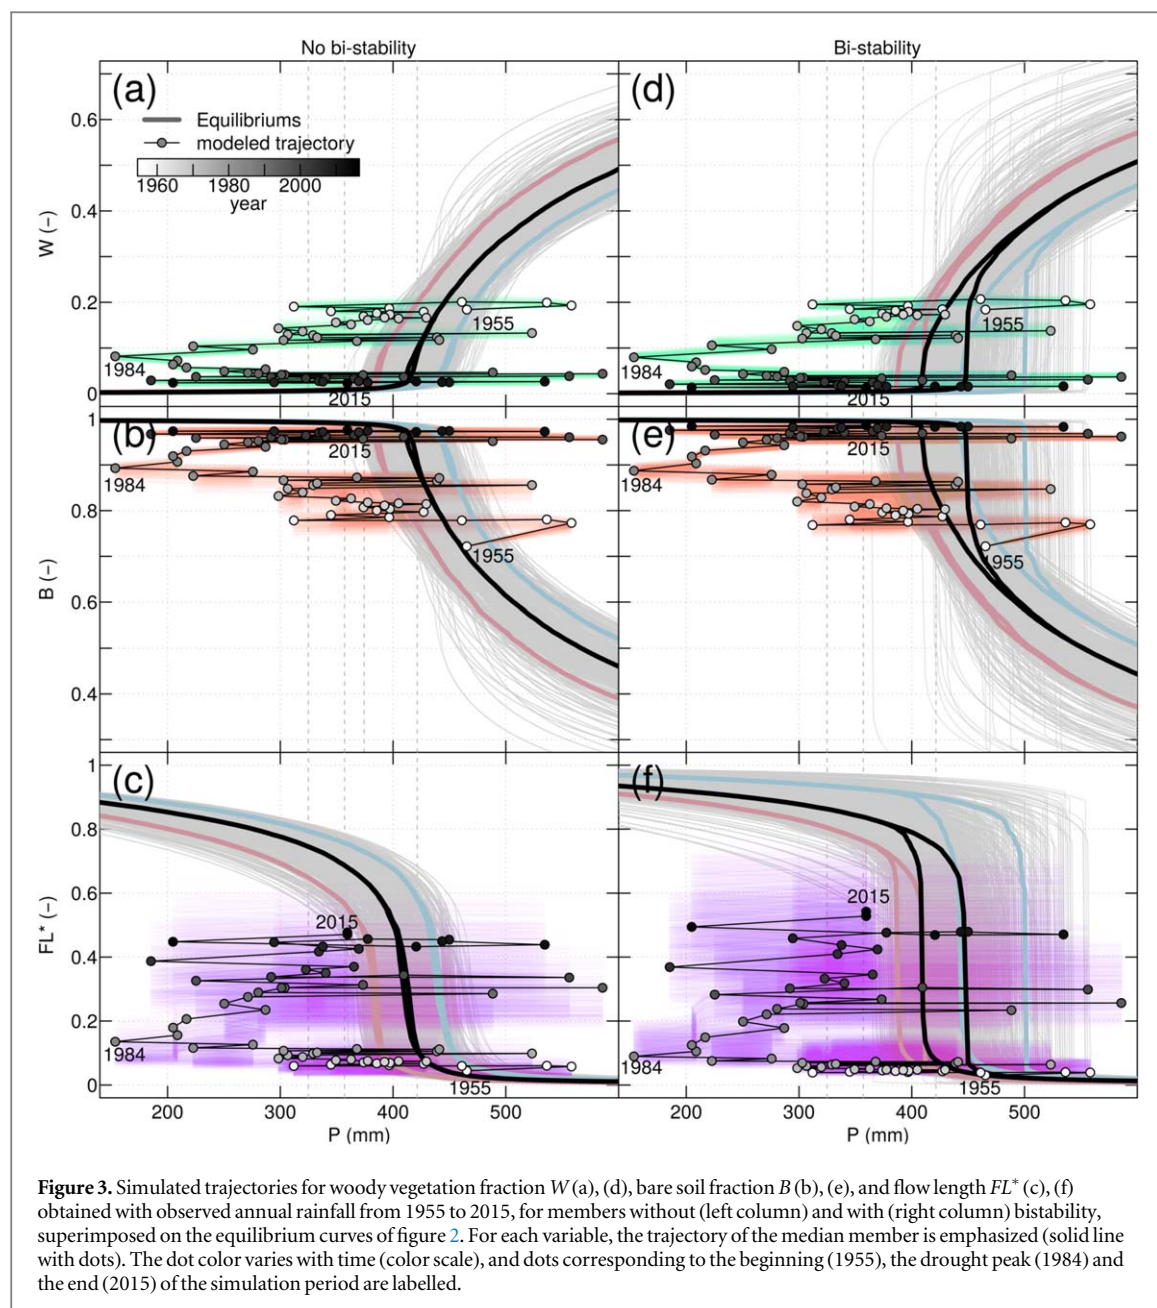 No bi-stability
Bi-stability
(a)
Equilibriums
modeled trajectory
1960 1980 2000
year
0.6
0.4
0.2
0
W (−)
1955
1984
2015
(d)
1955
1984
2015
(b)
1
0.8
0.6
0.4
B (−)
2015
1984
1955
(e)
2015
1984
1955
(c)
1
0.8
0.6
0.4
0.2
0
FL* (−)
2015
1984
1955
200 300 400 500
P (mm)
(f)
2015
1984
1955
200 300 400 500
P (mm)
Figure 3. Simulated trajectories for woody vegetation fraction W (a), (d), bare soil fraction B (b), (e), and flow length FL* (c), (f)
obtained with observed annual rainfall from 1955 to 2015, for members without (left column) and with (right column) bistability,
superimposed on the equilibrium curves of figure 2. For each variable, the trajectory of the median member is emphasized (solid line
with dots). The dot color varies with time (color scale), and dots corresponding to the beginning (1955), the drought peak (1984) and
the end (2015) of the simulation period are labelled.